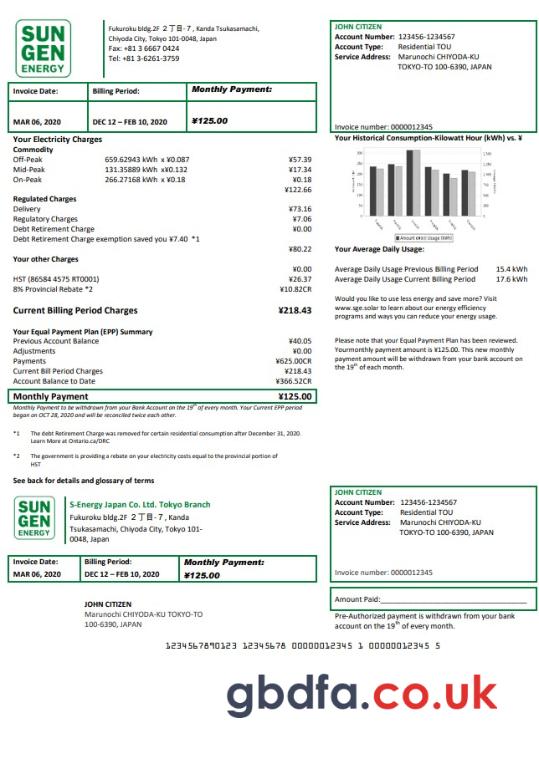 SUN
GEN
ENERGY
Fukuroku bldg.2F ２丁目-７, Kanda Tsukasamachi,
Chiyoda City, Tokyo 101-0048, Japan
Fax: +81 3 6667 0424
Tel: +81 3-6261-3759
JOHN CITIZEN
Account Number: 123456-1234567
Account Type: Residential TOU
Service Address: Marunochi CHIYODA-KU
TOKYO-TO 100-6390, JAPAN
Invoice number: 0000012345
Invoice Date: Billing Period: Monthly Payment:
MAR 06, 2020 DEC 12 – FEB 10, 2020 ¥125.00
Your Electricity Charges
Commodity
Off-Peak 659.62943 kWh x ¥0.087 ¥57.39
Mid-Peak 131.35889 kWh x¥0.132 ¥17.34
On-Peak 266.27168 kWh x ¥0.18 ¥0.18
¥122.66
Regulated Charges
Delivery ¥73.16
Regulatory Charges ¥7.06
Debt Retirement Charge ¥0.00
Debt Retirement Charge exemption saved you ¥7.40 *1
¥80.22
Your other Charges
¥0.00
HST (86584 4575 RT0001) ¥26.37
8% Provincial Rebate *2 ¥10.82CR
Current Billing Period Charges ¥218.43
Your Equal Payment Plan (EPP) Summary
Previous Account Balance ¥40.05
Adjustments ¥0.00
Payments ¥625.00CR
Current Bill Period Charges ¥218.43
Account Balance to Date ¥366.52CR
Monthly Payment ¥125.00
Monthly Payment to be withdrawn from your Bank Account on the 19th of every month. Your Current EPP period
began on OCT 28, 2020 and will be reconciled twice each other.
*1 The debt Retirement Charge was removed for certain residential consumption after December 31, 2020.
Learn More at Ontario.ca/DRC
*2 The government is providing a rebate on your electricity costs equal to the provincial portion of
HST
See back for details and glossary of terms
Your Historical Consumption-Kilowatt Hour (kWh) vs. ¥
Your Average Daily Usage:
Average Daily Usage Previous Billing Period 15.4 kWh
Average Daily Usage Current Billing Period 17.6 kWh
Would you like to use less energy and save more? Visit
www.sge.solar to learn about our energy efficiency
programs and ways you can reduce your energy usage.
Please note that your Equal Payment Plan has been reviewed.
Yourmonthly payment amount is ¥125.00. This new monthly
payment amount will be withdrawn from your bank account on
the 19th of each month.
SUN
GEN
ENERGY
S-Energy Japan Co. Ltd. Tokyo Branch
Fukuroku bldg.2F ２丁目-７, Kanda
Tsukasamachi, Chiyoda City, Tokyo 101-
0048, Japan
JOHN CITIZEN
Account Number: 123456-1234567
Account Type: Residential TOU
Service Address: Marunochi CHIYODA-KU
TOKYO-TO 100-6390, JAPAN
Invoice number: 0000012345
Invoice Date: Billing Period: Monthly Payment:
MAR 06, 2020 DEC 12 – FEB 10, 2020 ¥125.00
Amount Paid:
JOHN CITIZEN
Marunochi CHIYODA-KU TOKYO-TO
100-6390, JAPAN
Pre-Authorized payment is withdrawn from your bank
account on the 19th of every month.
1234567890123 12345678 00000012345 1 00000012345 5
gbdfa.co.uk